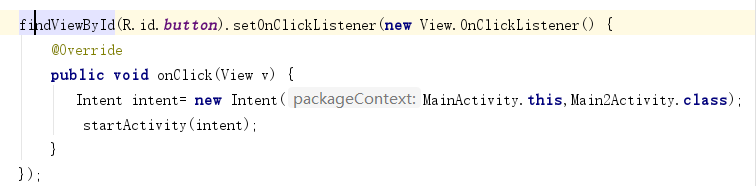 findViewById(R.id.button).setOnClickListener(new View.OnClickListener() {
@Override
public void onClick(View v) {
Intent intent= new Intent( packageContext: MainActivity.this,Main2Activity.class);
startActivity(intent);
}
});